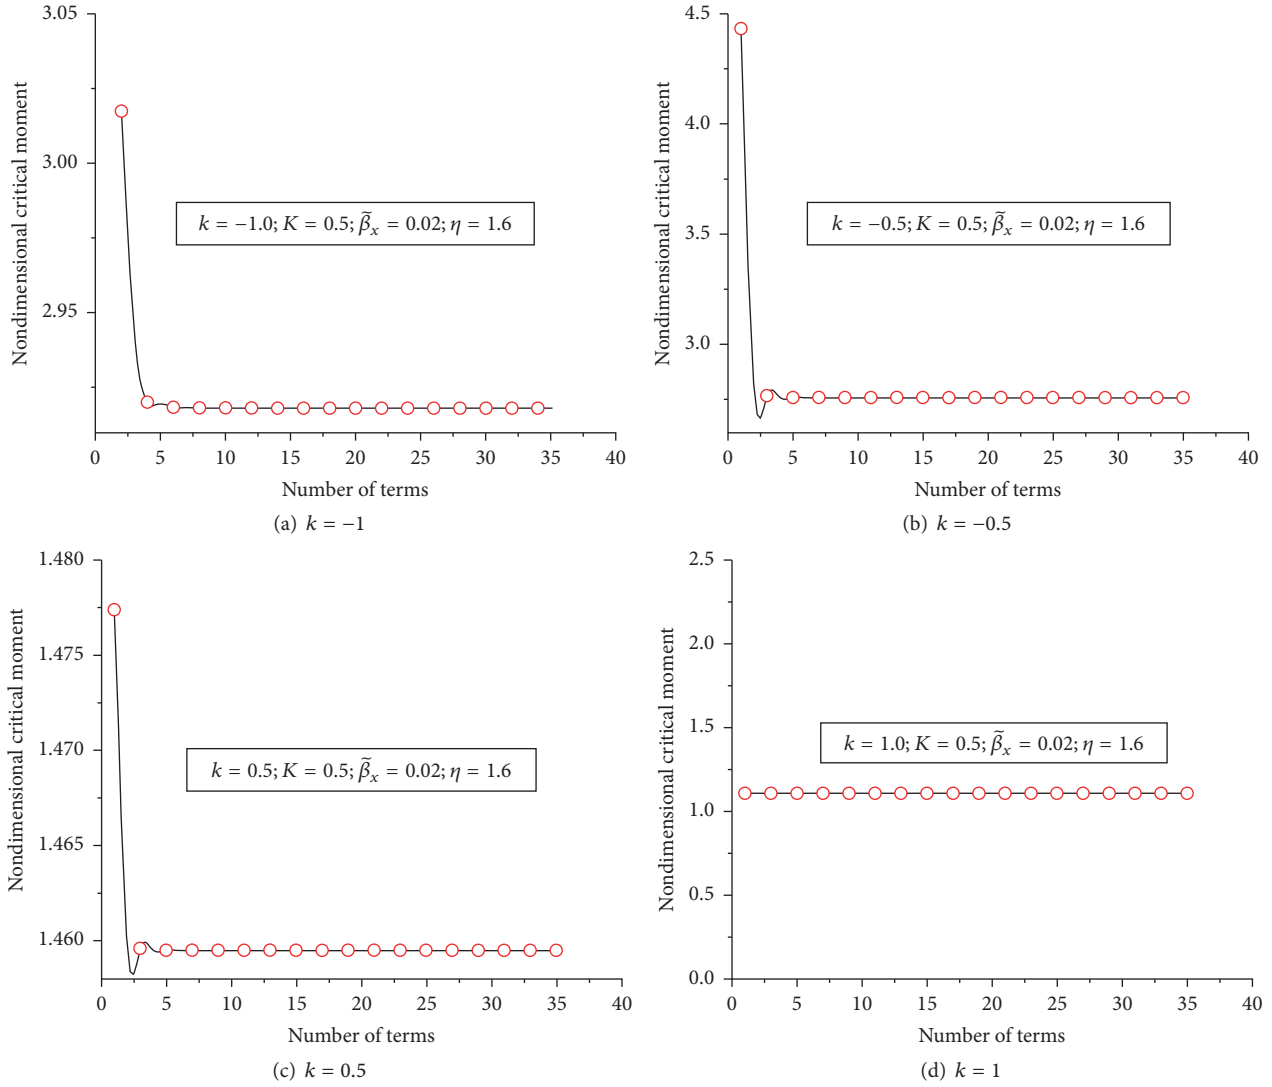 3.05
3.00
2.95
Nondimensional critical moment
k = −1.0; K = 0.5; β̃x = 0.02; η = 1.6
0 5 10 15 20 25 30 35 40
Number of terms
(a) k = −1
4.5
4.0
3.5
3.0
Nondimensional critical moment
k = −0.5; K = 0.5; β̃x = 0.02; η = 1.6
0 5 10 15 20 25 30 35 40
Number of terms
(b) k = −0.5
1.480
1.475
1.470
1.465
1.460
Nondimensional critical moment
k = 0.5; K = 0.5; β̃x = 0.02; η = 1.6
0 5 10 15 20 25 30 35 40
Number of terms
(c) k = 0.5
2.5
2.0
1.5
1.0
0.5
0.0
Nondimensional critical moment
k = 1.0; K = 0.5; β̃x = 0.02; η = 1.6
0 5 10 15 20 25 30 35 40
Number of terms
(d) k = 1